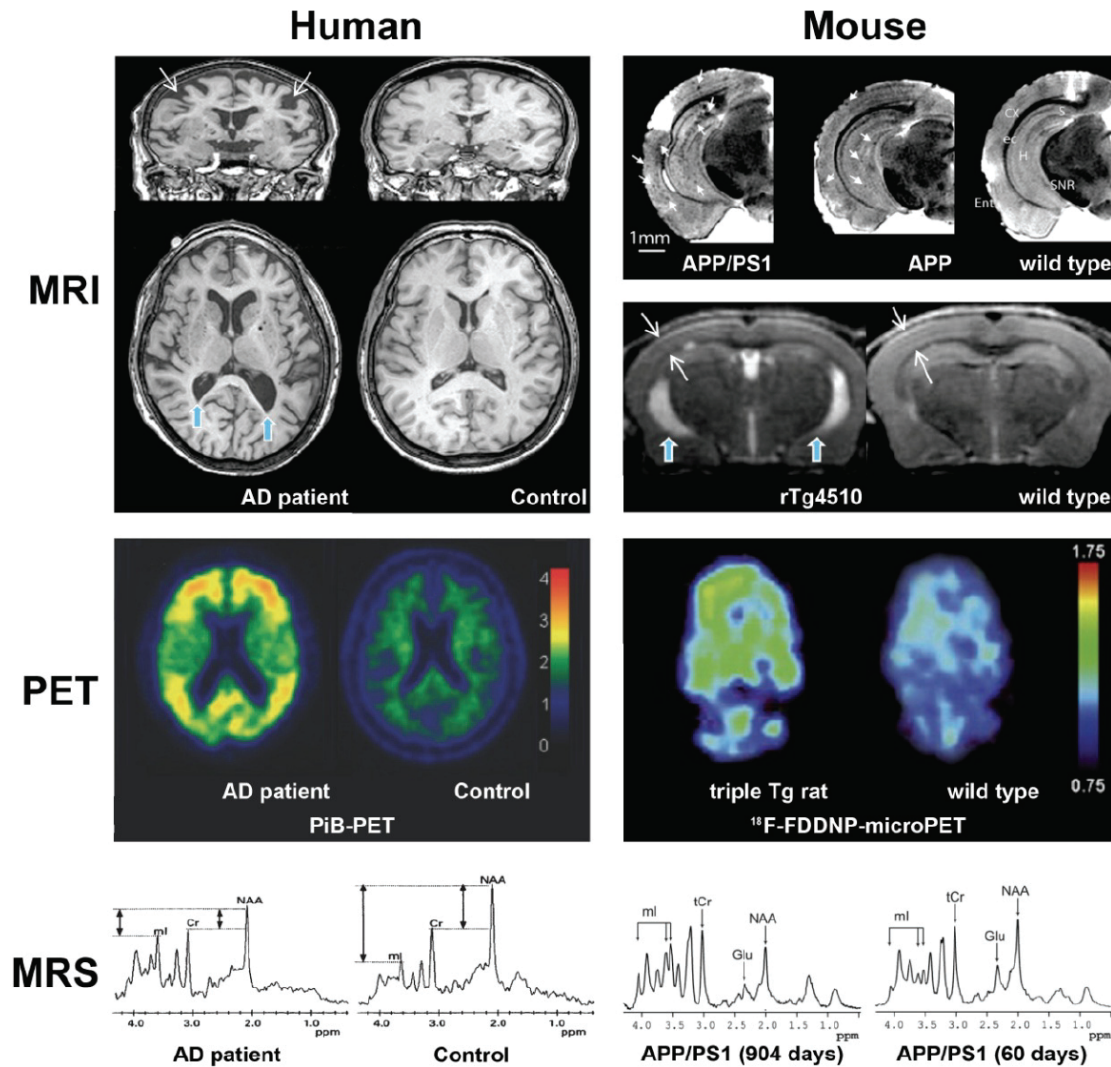 Human
Mouse
MRI
AD patient
Control
CX
S
ec
H
SNR
Ent
1mm
APP/PS1
APP
wild type
rTg4510
wild type
PET
4
3
2
1
0
AD patient
Control
PiB-PET
1.75
0.75
triple Tg rat
wild type
¹⁸F-FDDNP-microPET
MRS
NAA
mI
Cr
4.0 3.0 2.0 1.0
ppm
AD patient
NAA
Cr
mI
4.0 3.0 2.0 1.0
ppm
Control
mI
tCr
NAA
Glu
4.0 3.5 3.0 2.5 2.0 1.5 1.0
ppm
APP/PS1 (904 days)
mI
tCr
NAA
Glu
4.0 3.5 3.0 2.5 2.0 1.5 1.0
ppm
APP/PS1 (60 days)